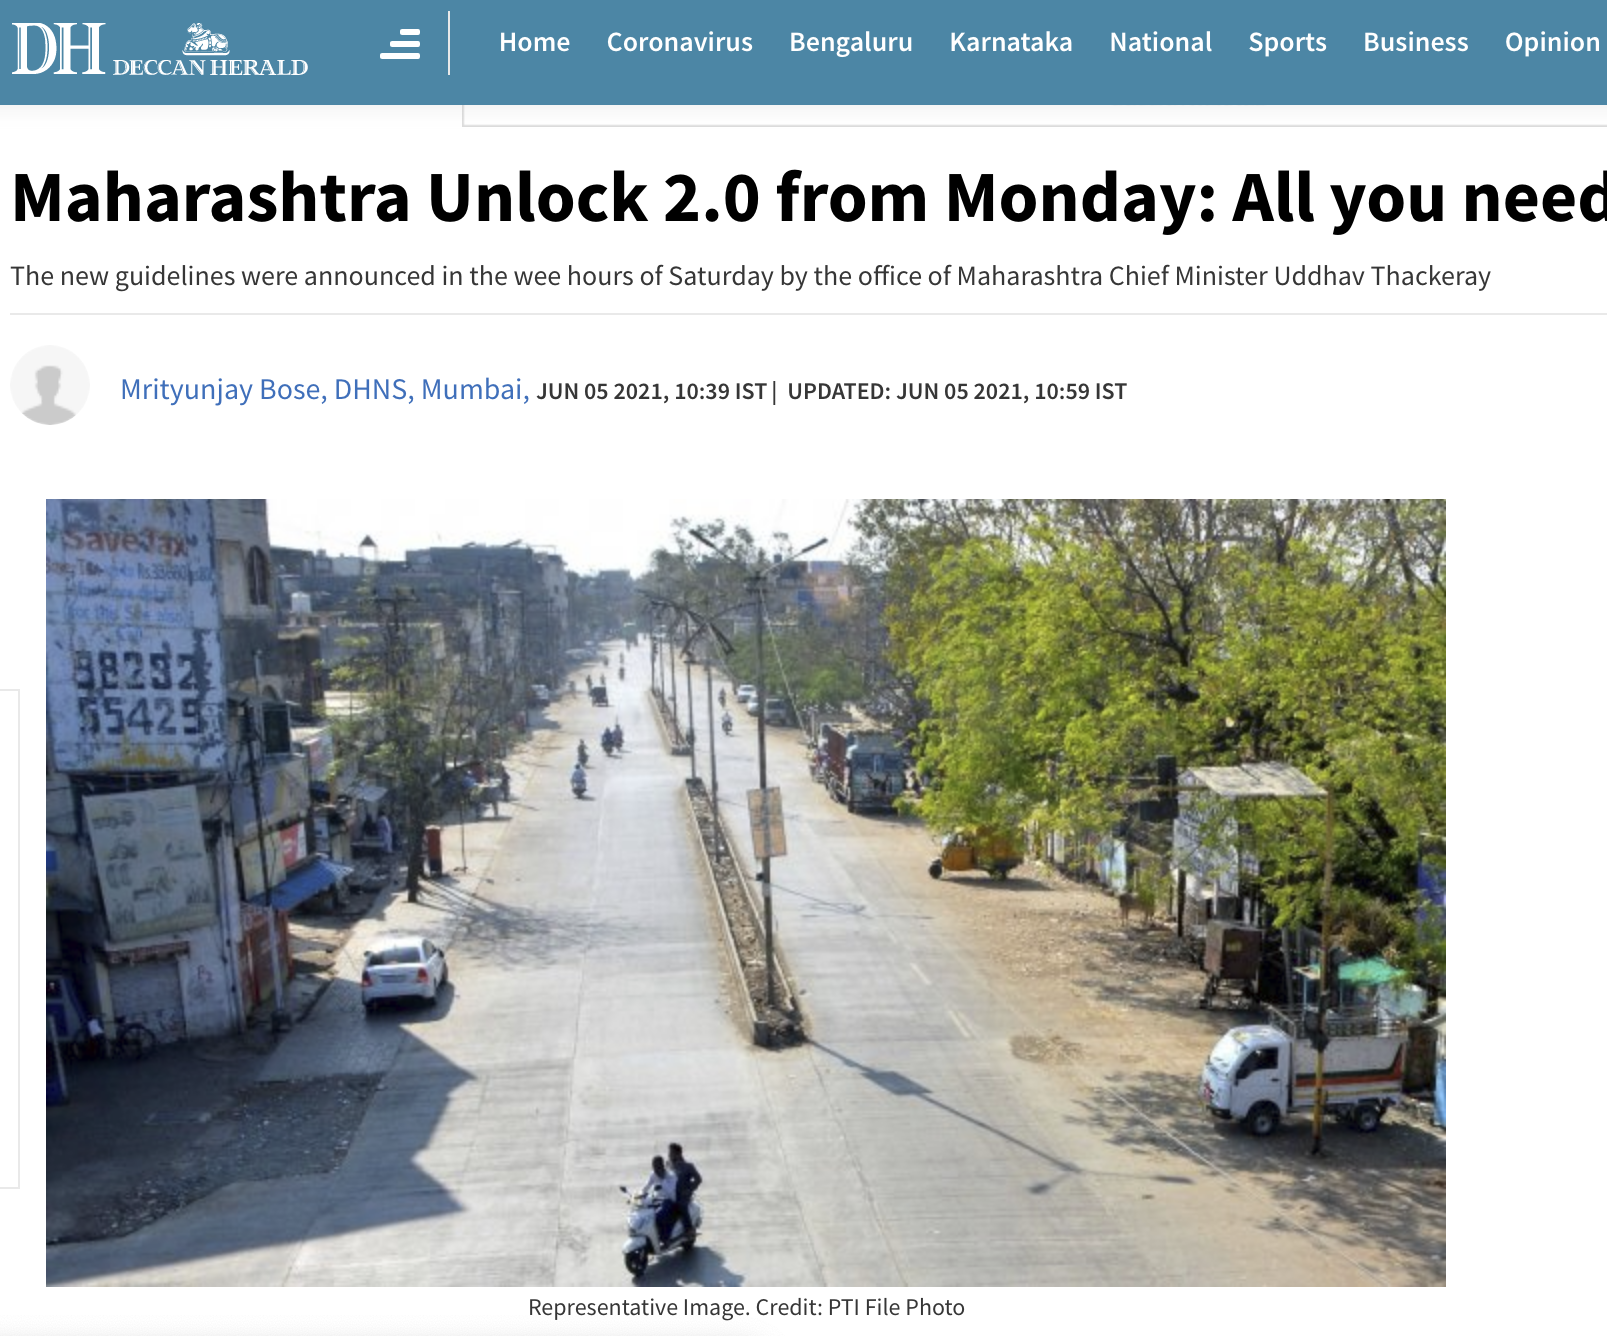 DH DECCAN HERALD
Home Coronavirus Bengaluru Karnataka National Sports Business Opinion
Maharashtra Unlock 2.0 from Monday: All you need
The new guidelines were announced in the wee hours of Saturday by the office of Maharashtra Chief Minister Uddhav Thackeray
Mrityunjay Bose, DHNS, Mumbai, JUN 05 2021, 10:39 IST | UPDATED: JUN 05 2021, 10:59 IST
Save Tax
98232
55425
Representative Image. Credit: PTI File Photo